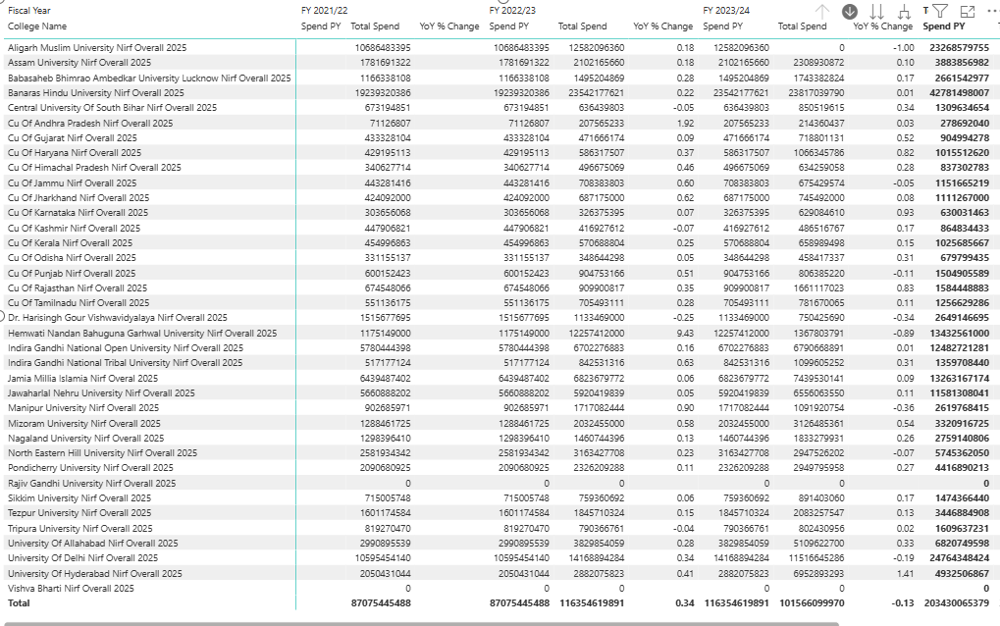 Fiscal Year FY 2021/22 FY 2022/23 FY 2023/24 T
College Name Spend PY Total Spend YoY % Change Spend PY Total Spend YoY % Change Spend PY Total Spend YoY % Change Spend PY
Aligarh Muslim University Nirf Overall 2025 10686483395 10686483395 12582096360 0.18 12582096360 0 -1.00 23268579755
Assam University Nirf Overall 2025 1781691322 1781691322 2102165660 0.18 2102165660 2308930872 0.10 3883856982
Babasaheb Bhimrao Ambedkar University Lucknow Nirf Overall 2025 1166338108 1166338108 1495204869 0.28 1495204869 1743382824 0.17 2661542977
Banaras Hindu University Nirf Overall 2025 19239320386 19239320386 23542177621 0.22 23542177621 23817039790 0.01 42781498007
Central University Of South Bihar Nirf Overall 2025 673194851 673194851 636439803 -0.05 636439803 850519615 0.34 1309634654
Cu Of Andhra Pradesh Nirf Overall 2025 71126807 71126807 207565233 1.92 207565233 214360437 0.03 278692040
Cu Of Gujarat Nirf Overall 2025 433328104 433328104 471666174 0.09 471666174 718801131 0.52 904994278
Cu Of Haryana Nirf Overall 2025 429195113 429195113 586317507 0.37 586317507 1066345786 0.82 1015512620
Cu Of Himachal Pradesh Nirf Overall 2025 340627714 340627714 496675069 0.46 496675069 634259058 0.28 837302783
Cu Of Jammu Nirf Overall 2025 443281416 443281416 708383803 0.60 708383803 675429574 -0.05 1151665219
Cu Of Jharkhand Nirf Overall 2025 424092000 424092000 687175000 0.62 687175000 745492000 0.08 1111267000
Cu Of Karnataka Nirf Overall 2025 303656068 303656068 326375395 0.07 326375395 629084610 0.93 630031463
Cu Of Kashmir Nirf Overall 2025 447906821 447906821 416927612 -0.07 416927612 486516767 0.17 864834433
Cu Of Kerala Nirf Overall 2025 454996863 454996863 570688804 0.25 570688804 658989498 0.15 1025685667
Cu Of Odisha Nirf Overall 2025 331155137 331155137 348644298 0.05 348644298 458417337 0.31 679799435
Cu Of Punjab Nirf Overall 2025 600152423 600152423 904753166 0.51 904753166 806385220 -0.11 1504905589
Cu Of Rajasthan Nirf Overall 2025 674548066 674548066 909900817 0.35 909900817 1661117023 0.83 1584448883
Cu Of Tamilnadu Nirf Overall 2025 551136175 551136175 705493111 0.28 705493111 781670065 0.11 1256629286
Dr. Harisingh Gour Vishwavidyalaya Nirf Overall 2025 1515677695 1515677695 1133469000 -0.25 1133469000 750425690 -0.34 2649146695
Hemwati Nandan Bahuguna Garhwal University Nirf Overall 2025 1175149000 1175149000 12257412000 9.43 12257412000 1367803791 -0.89 13432561000
Indira Gandhi National Open University Nirf Overall 2025 5780444398 5780444398 6702276883 0.16 6702276883 6790668891 0.01 12482721281
Indira Gandhi National Tribal University Nirf Overall 2025 517177124 517177124 842531316 0.63 842531316 1099605252 0.31 1359708440
Jamia Millia Islamia Nirf Overal 2025 6439487402 6439487402 6823679772 0.06 6823679772 7439530141 0.09 13263167174
Jawaharlal Nehru University Nirf Overall 2025 5660888202 5660888202 5920419839 0.05 5920419839 6556063550 0.11 11581308041
Manipur University Nirf Overall 2025 902685971 902685971 1717082444 0.90 1717082444 1091920754 -0.36 2619768415
Mizoram University Nirf Overall 2025 1288461725 1288461725 2032455000 0.58 2032455000 3126485361 0.54 3320916725
Nagaland University Nirf Overall 2025 1298396410 1298396410 1460744396 0.13 1460744396 1833279931 0.26 2759140806
North Eastern Hill University Nirf Overall 2025 2581934342 2581934342 3163427708 0.23 3163427708 2947526202 -0.07 5745362050
Pondicherry University Nirf Overall 2025 2090680925 2090680925 2326209288 0.11 2326209288 2949795958 0.27 4416890213
Rajiv Gandhi University Nirf Overall 2025 0 0 0 0 0 0
Sikkim University Nirf Overall 2025 715005748 715005748 759360692 0.06 759360692 891403060 0.17 1474366440
Tezpur University Nirf Overall 2025 1601174584 1601174584 1845710324 0.15 1845710324 2083257547 0.13 3446884908
Tripura University Nirf Overall 2025 819270470 819270470 790366761 -0.04 790366761 802430956 0.02 1609637231
University Of Allahabad Nirf Overall 2025 2990895539 2990895539 3829854059 0.28 3829854059 5109622700 0.33 6820749598
University Of Delhi Nirf Overall 2025 10595454140 10595454140 14168894284 0.34 14168894284 11516645286 -0.19 24764348424
University Of Hyderabad Nirf Overall 2025 2050431044 2050431044 2882075823 0.41 2882075823 6952893293 1.41 4932506867
Vishva Bharti Nirf Overall 2025 0 0 0 0 0 0
Total 87075445488 87075445488 116354619891 0.34 116354619891 101566099970 -0.13 203430065379